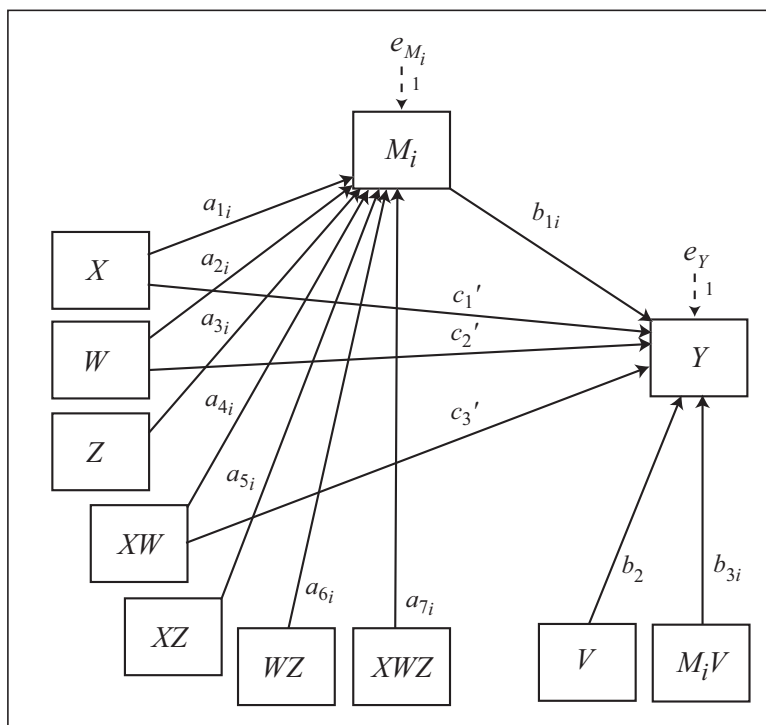 e_{M_i}
1
M_i
a_{1i}
b_{1i}
X
a_{2i}
e_Y
1
c_1′
W
a_{3i}
c_2′
Y
Z
a_{4i}
c_3′
XW
a_{5i}
b_2
b_{3i}
XZ
a_{6i}
a_{7i}
WZ
XWZ
V
M_iV